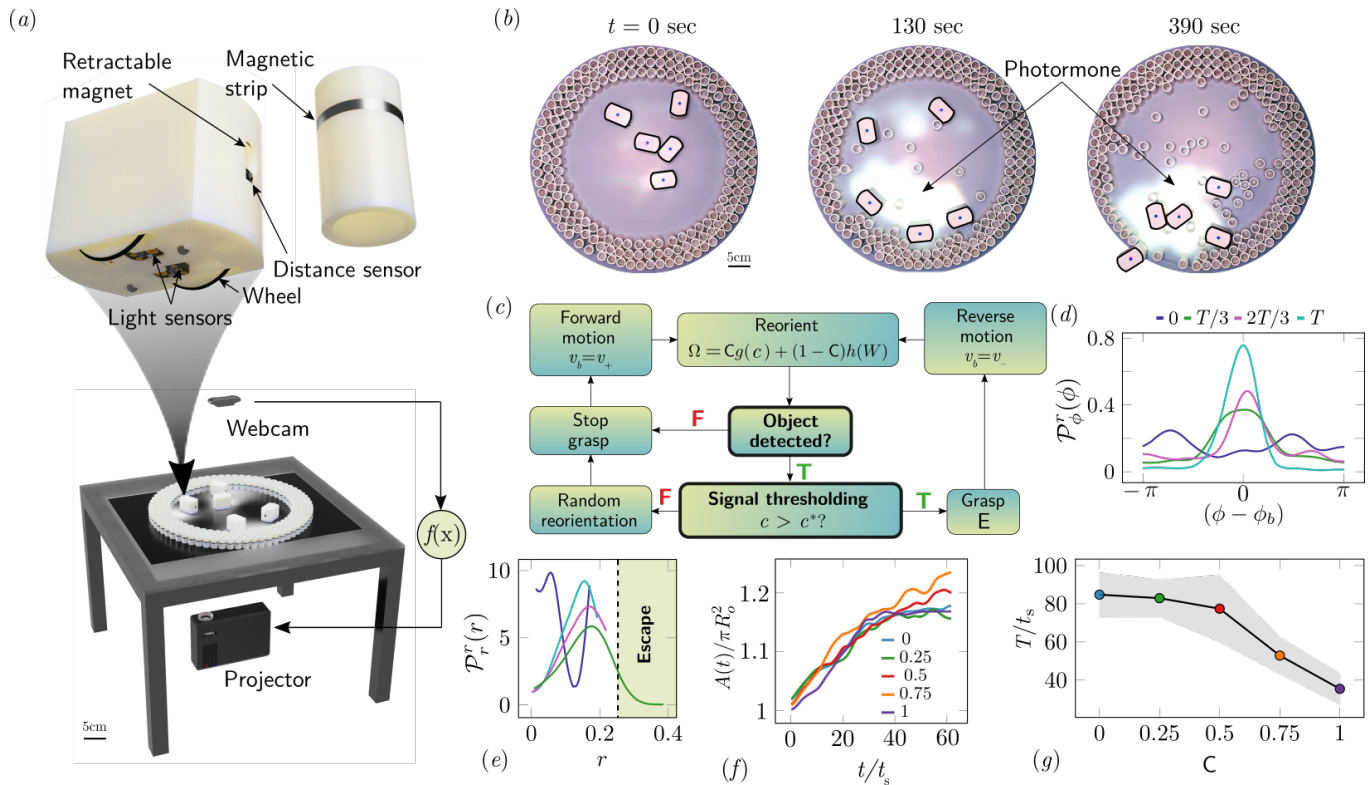 (a)
Retractable
magnet
Magnetic
strip
Distance sensor
Wheel
Light sensors
Webcam
f(x)
Projector
5cm
(b)
t = 0 sec
130 sec
390 sec
Photormone
5cm
(c)
Forward
motion
v_b=v_+
Reorient
Ω = Cg(c) + (1 − C)h(W)
Reverse
motion
v_b=v_-
Stop
grasp
F
Object
detected?
T
Random
reorientation
F
Signal thresholding
c > c*?
T
Grasp
E
(d)
0 T/3 2T/3 T
0.8
0.4
0
𝒫^r_ϕ(ϕ)
−π 0 π
(ϕ − ϕ_b)
10
5
0
𝒫^r_r(r)
Escape
0 0.2 0.4
(e)
r
1.2
1.1
1
A(t)/πR_o^2
0
0.25
0.5
0.75
1
0 20 40 60
(f)
t/t_s
100
80
60
40
T/t_s
0 0.25 0.5 0.75 1
C
(g)